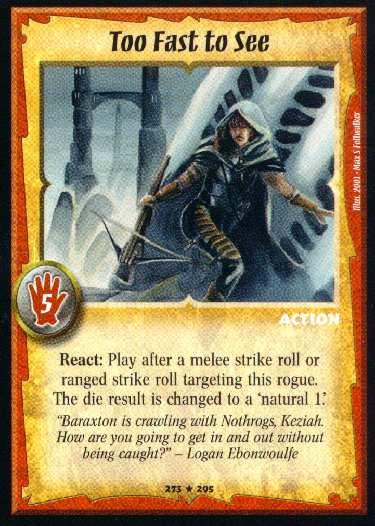 Too Fast to See
Illus. 2001 • Max S Fellwalker
5
ACTION
React: Play after a melee strike roll or
ranged strike roll targeting this rogue.
The die result is changed to a ‘natural 1.’
“Baraxton is crawling with Nothrogs, Keziah.
How are you going to get in and out without
being caught?” – Logan Ebonwoulfe
273 ★ 295